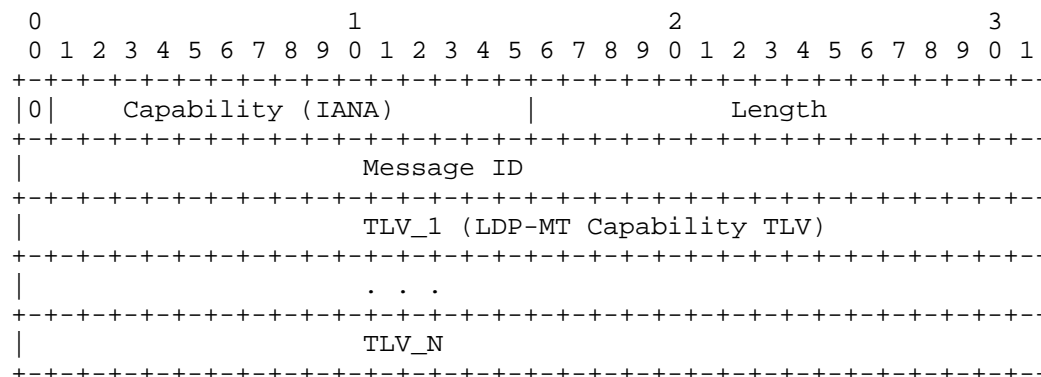 0                   1                   2                   3
 0 1 2 3 4 5 6 7 8 9 0 1 2 3 4 5 6 7 8 9 0 1 2 3 4 5 6 7 8 9 0 1
+-+-+-+-+-+-+-+-+-+-+-+-+-+-+-+-+-+-+-+-+-+-+-+-+-+-+-+-+-+-+-+--
|0|     Capability (IANA)        |            Length
+-+-+-+-+-+-+-+-+-+-+-+-+-+-+-+-+-+-+-+-+-+-+-+-+-+-+-+-+-+-+-+--
|                     Message ID
+-+-+-+-+-+-+-+-+-+-+-+-+-+-+-+-+-+-+-+-+-+-+-+-+-+-+-+-+-+-+-+--
|                     TLV_1 (LDP-MT Capability TLV)
+-+-+-+-+-+-+-+-+-+-+-+-+-+-+-+-+-+-+-+-+-+-+-+-+-+-+-+-+-+-+-+--
|                     . . .
+-+-+-+-+-+-+-+-+-+-+-+-+-+-+-+-+-+-+-+-+-+-+-+-+-+-+-+-+-+-+-+--
|                     TLV_N
+-+-+-+-+-+-+-+-+-+-+-+-+-+-+-+-+-+-+-+-+-+-+-+-+-+-+-+-+-+-+-+--